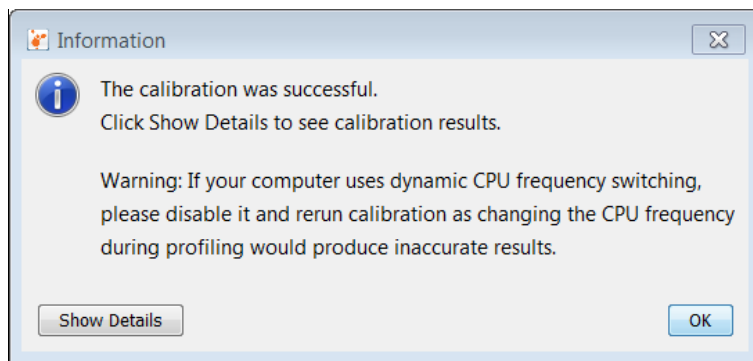 Information
The calibration was successful.
Click Show Details to see calibration results.
Warning: If your computer uses dynamic CPU frequency switching,
please disable it and rerun calibration as changing the CPU frequency
during profiling would produce inaccurate results.
Show Details
OK